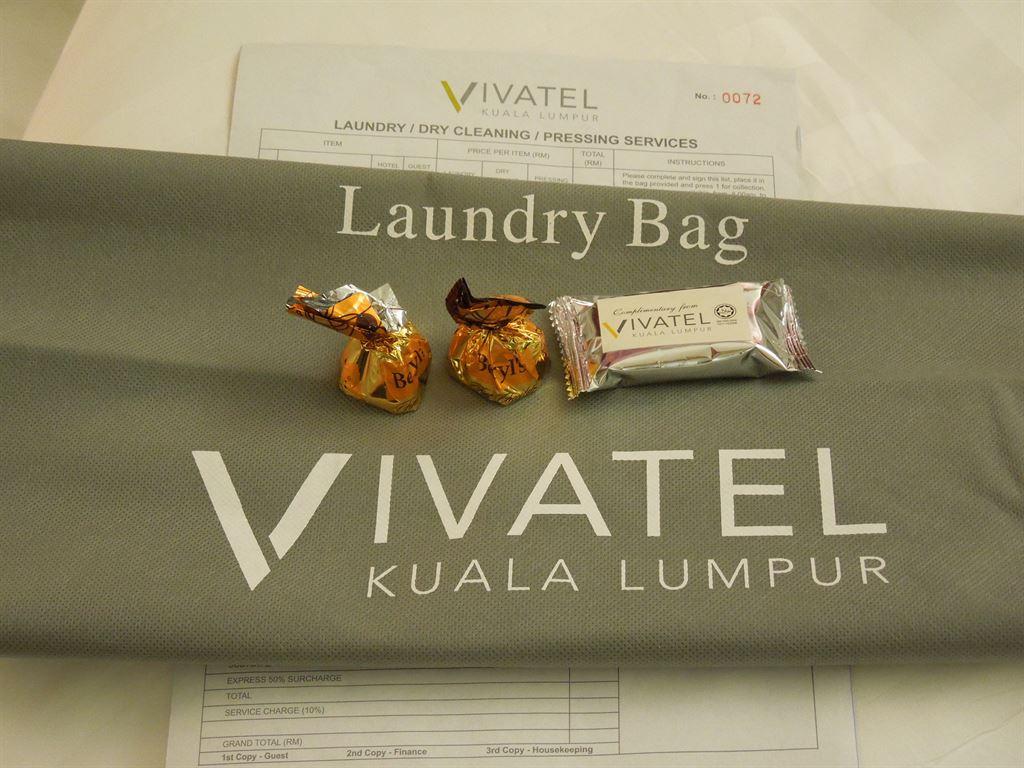 VIVATEL
KUALA LUMPUR
No. : 0072
LAUNDRY / DRY CLEANING / PRESSING SERVICES
ITEM PRICE PER ITEM (RM) TOTAL (RM) INSTRUCTIONS
HOTEL GUEST DRY PRESSING
Please complete and sign this list, place it in
the bag provided and press 1 for collection,
Laundry Bag
Beyl's
Beryl's
Complimentary from
VIVATEL
KUALA LUMPUR
VIVATEL
KUALA LUMPUR
EXPRESS 50% SURCHARGE
TOTAL
SERVICE CHARGE (10%)
GRAND TOTAL (RM)
1st Copy - Guest 2nd Copy - Finance 3rd Copy - Housekeeping